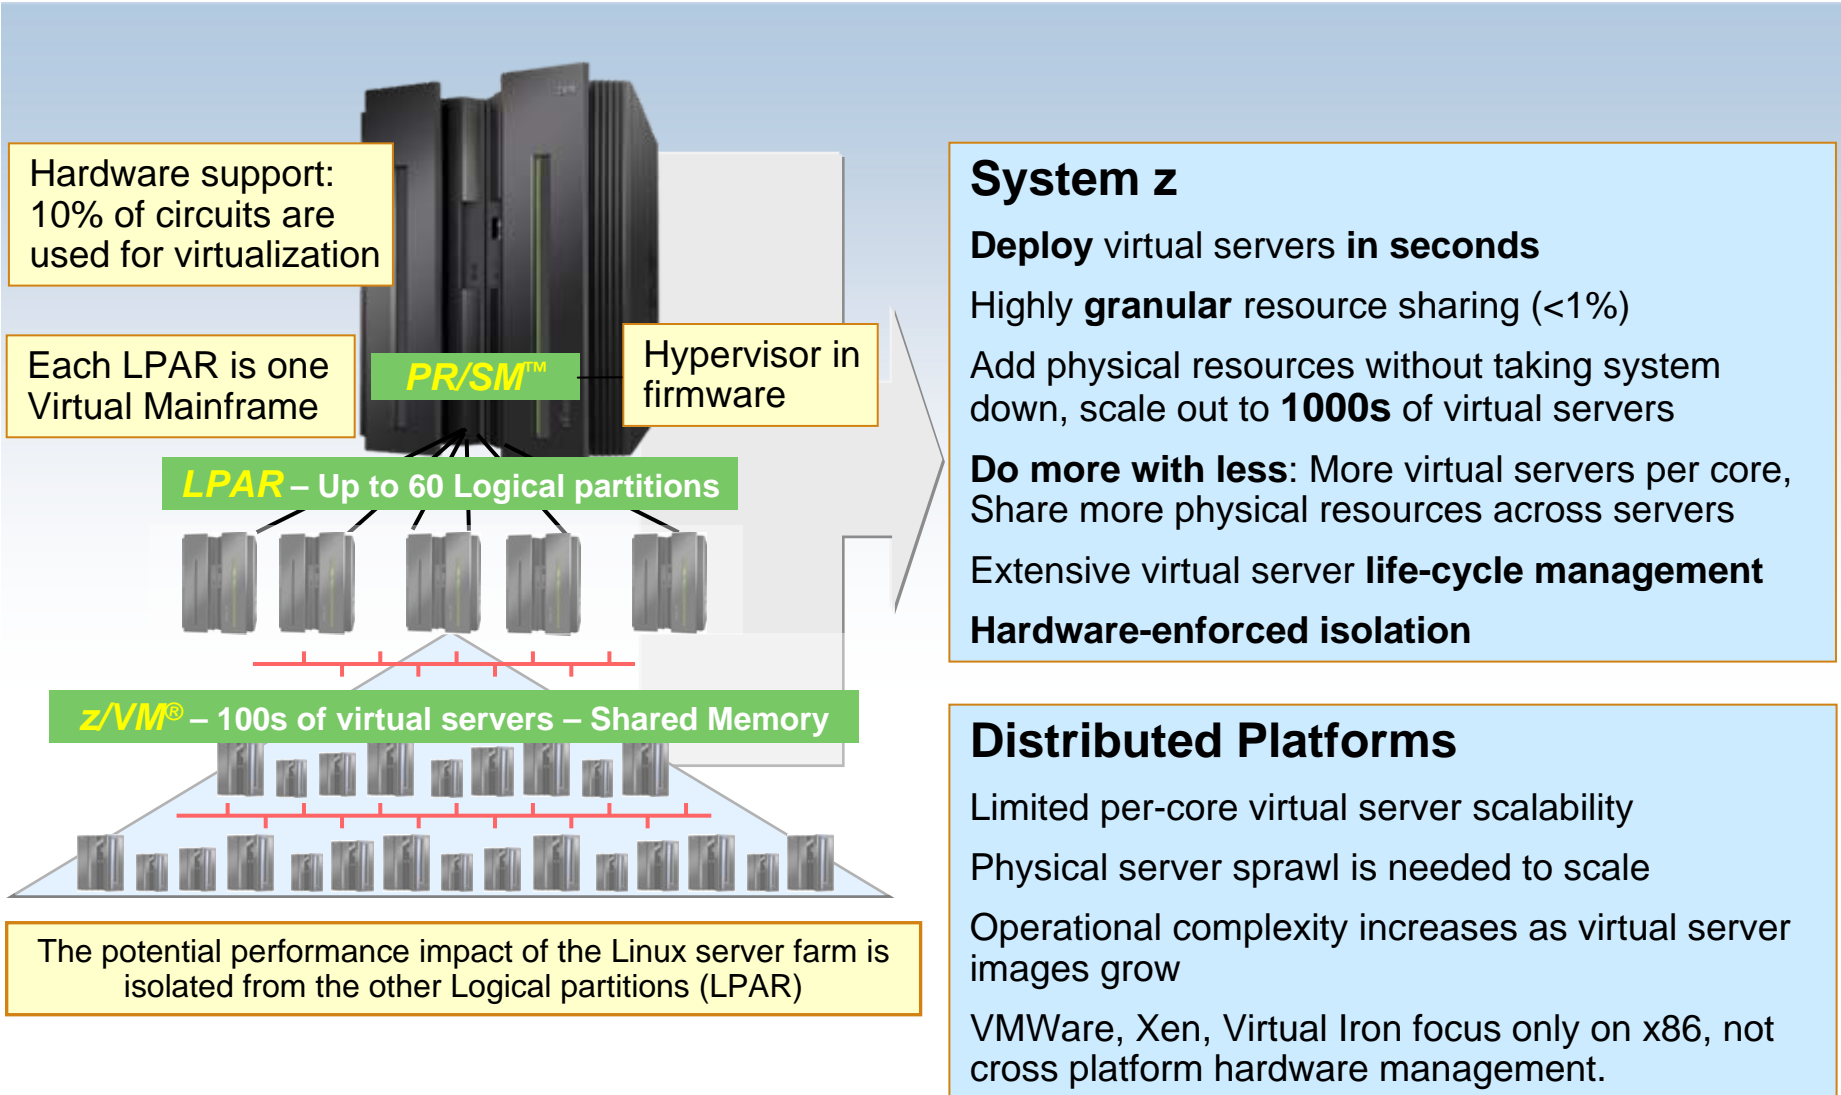 Hardware support:
10% of circuits are
used for virtualization
Each LPAR is one
Virtual Mainframe
PR/SM™
Hypervisor in
firmware
LPAR – Up to 60 Logical partitions
z/VM® – 100s of virtual servers – Shared Memory
The potential performance impact of the Linux server farm is
isolated from the other Logical partitions (LPAR)
System z
Deploy virtual servers in seconds
Highly granular resource sharing (<1%)
Add physical resources without taking system
down, scale out to 1000s of virtual servers
Do more with less: More virtual servers per core,
Share more physical resources across servers
Extensive virtual server life-cycle management
Hardware-enforced isolation
Distributed Platforms
Limited per-core virtual server scalability
Physical server sprawl is needed to scale
Operational complexity increases as virtual server
images grow
VMWare, Xen, Virtual Iron focus only on x86, not
cross platform hardware management.